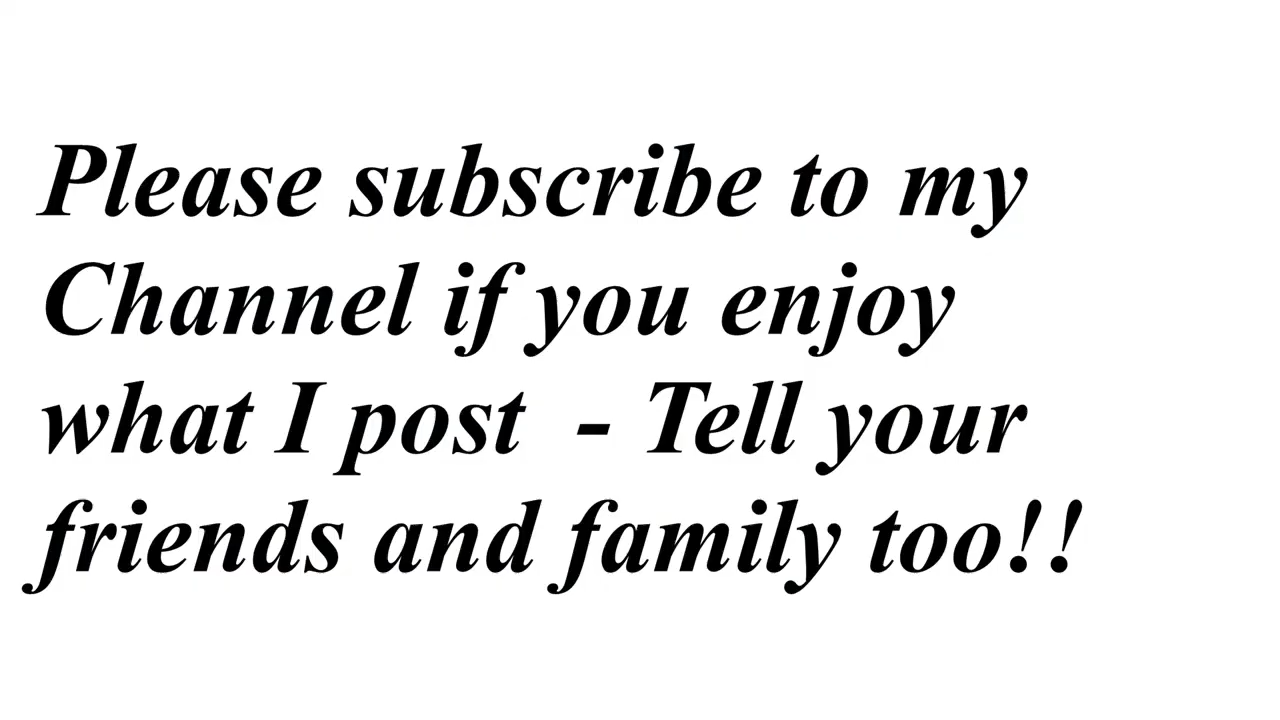 Please subscribe to my
Channel if you enjoy
what I post  - Tell your
friends and family too!!